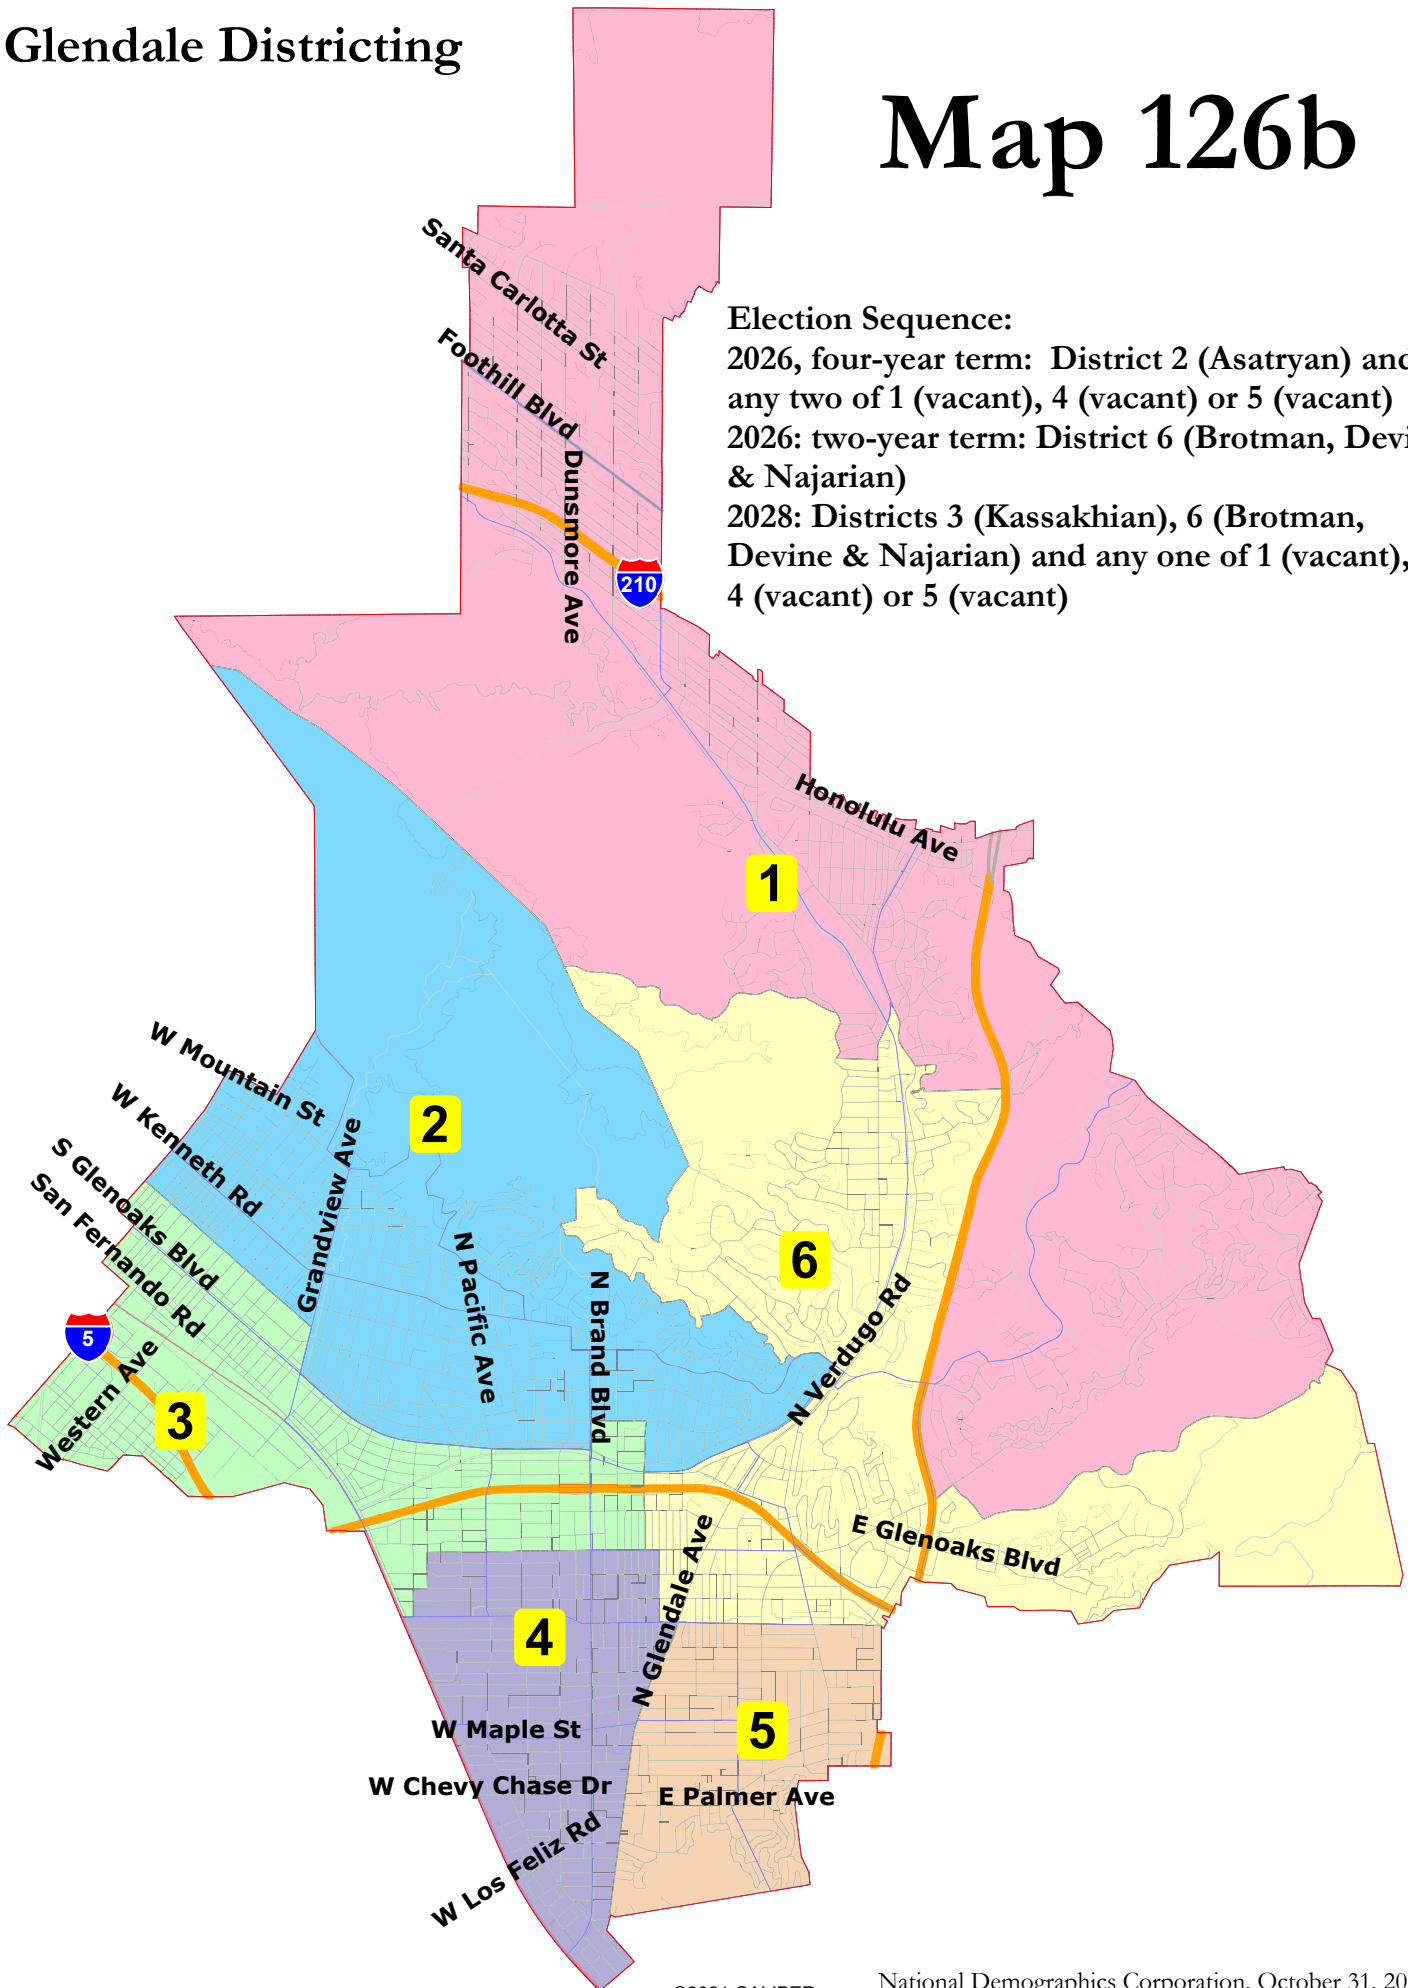 Glendale Districting
Map 126b
Election Sequence:
2026, four-year term: District 2 (Asatryan) and
any two of 1 (vacant), 4 (vacant) or 5 (vacant)
2026: two-year term: District 6 (Brotman, Devi
& Najarian)
2028: Districts 3 (Kassakhian), 6 (Brotman,
Devine & Najarian) and any one of 1 (vacant),
4 (vacant) or 5 (vacant)
Santa Carlotta St
Foothill Blvd
Dunsmore Ave
210
Honolulu Ave
1
W Mountain St
W Kenneth Rd
S Glenoaks Blvd
San Fernando Rd
Grandview Ave
2
N Pacific Ave
N Brand Blvd
6
N Verdugo Rd
5
Western Ave
3
E Glenoaks Blvd
N Glendale Ave
4
W Maple St
5
W Chevy Chase Dr
E Palmer Ave
W Los Feliz Rd
National Demographics Corporation, October 31, 20